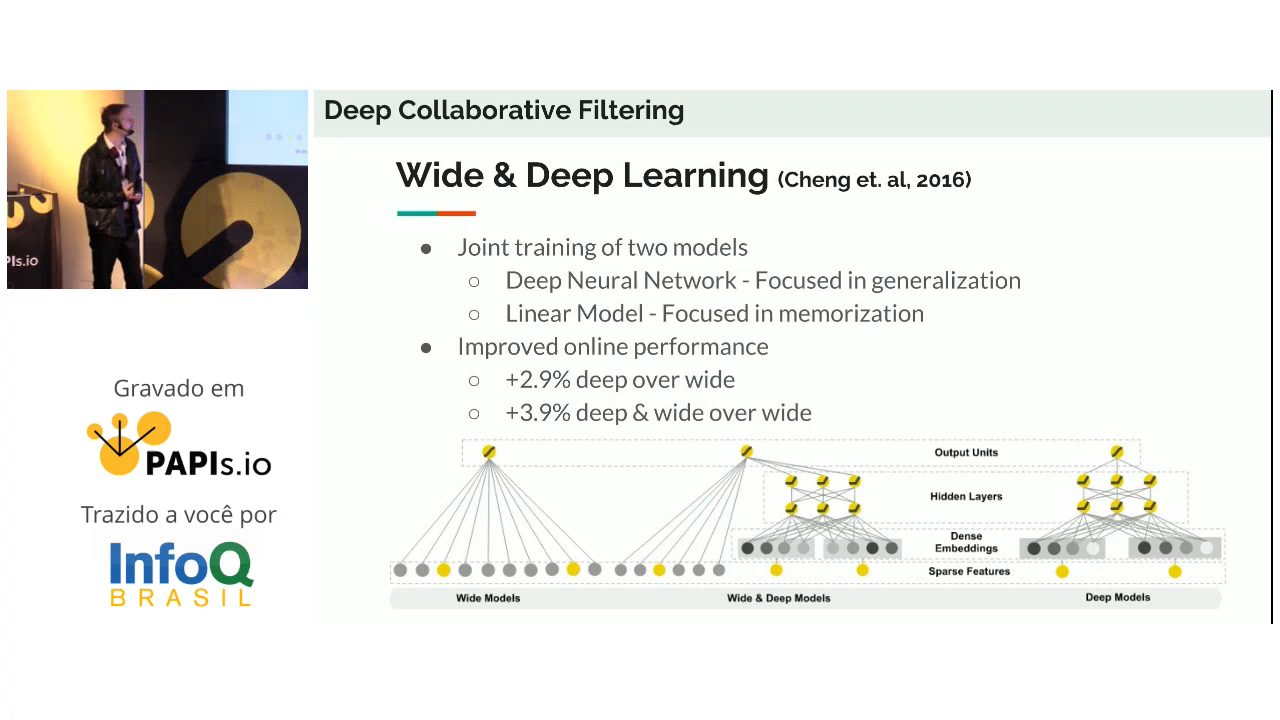 Deep Collaborative Filtering
Wide & Deep Learning (Cheng et. al, 2016)
● Joint training of two models
○ Deep Neural Network - Focused in generalization
○ Linear Model - Focused in memorization
● Improved online performance
○ +2.9% deep over wide
○ +3.9% deep & wide over wide
Output Units
Hidden Layers
Dense
Embeddings
Sparse Features
Wide Models
Wide & Deep Models
Deep Models
Is.io
Gravado em
PAPIs.io
Trazido a você por
InfoQ
BRASIL